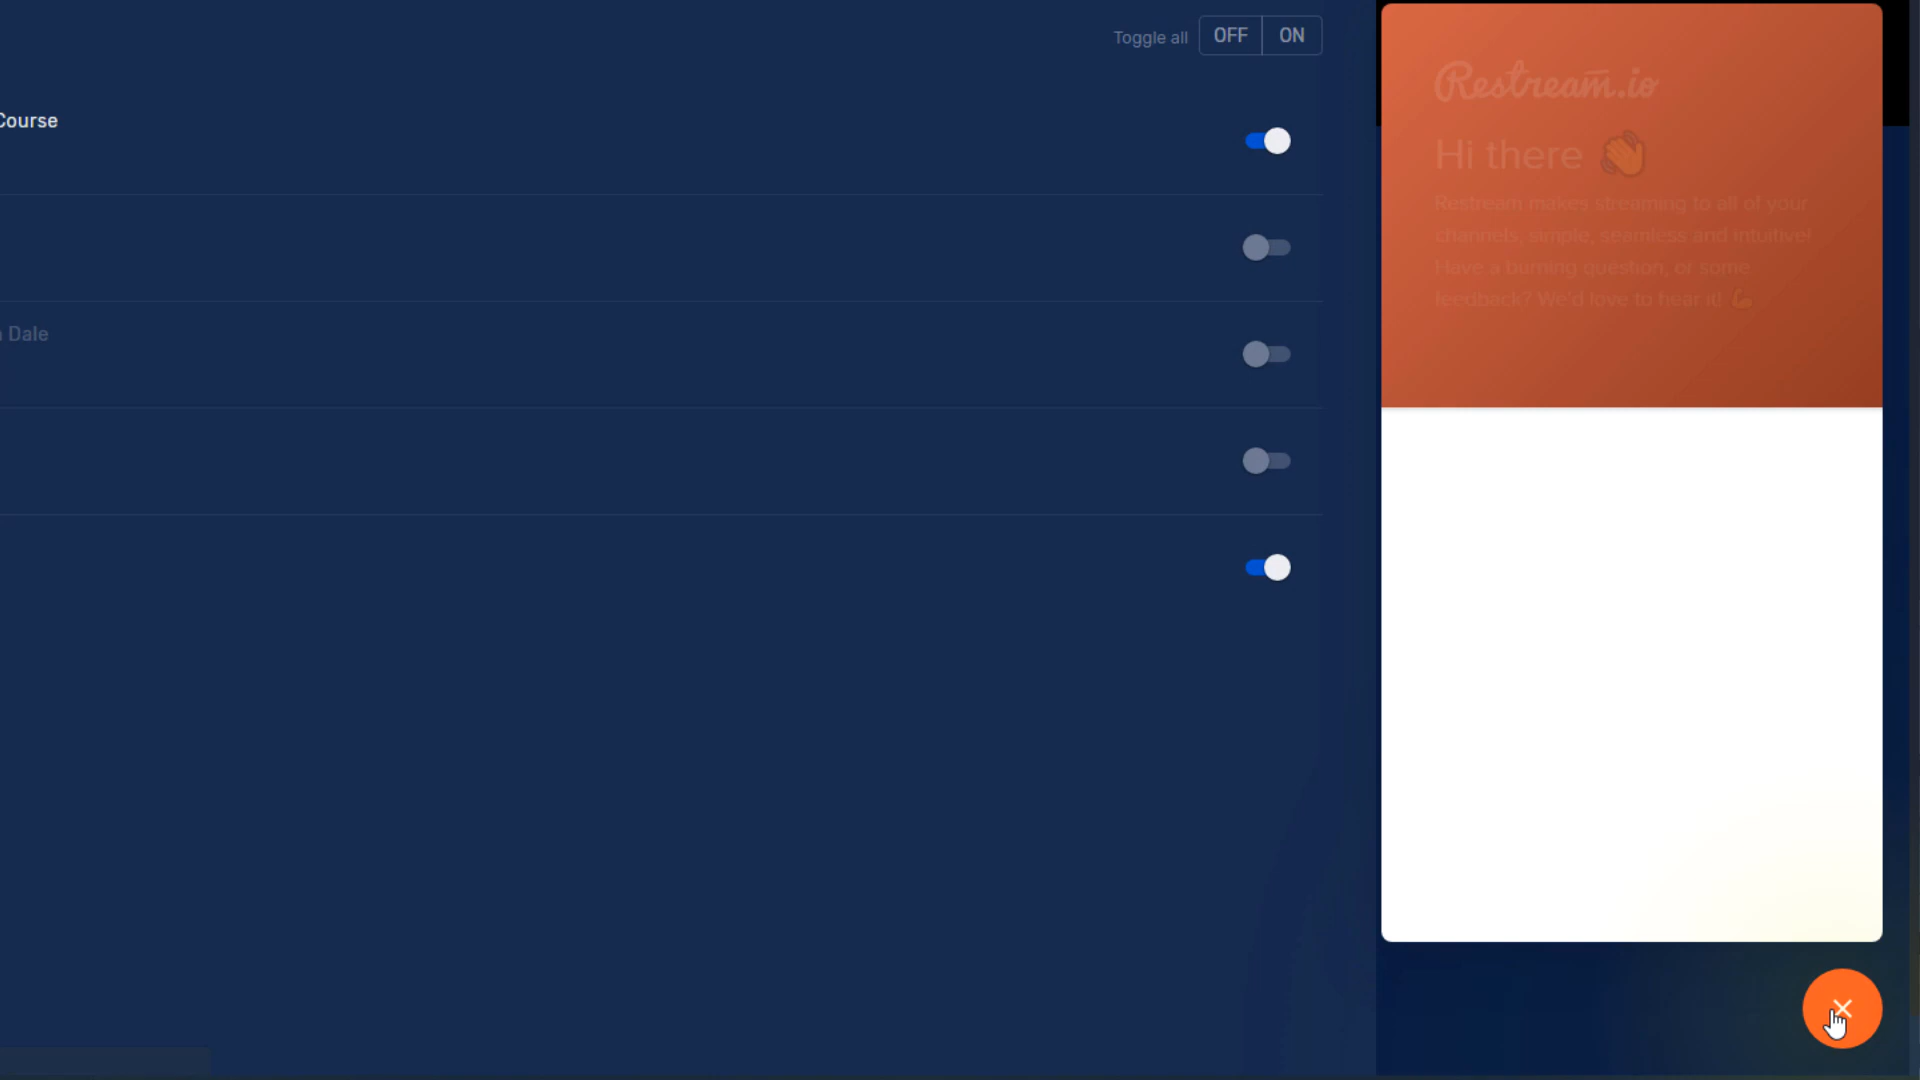 Toggle all OFF ON
Course
Dale
Restream.io
Hi there 👋
Restream makes streaming to all of your
channels, simple, seamless and intuitive!
Have a burning question, or some
feedback? We'd love to hear it! 💪